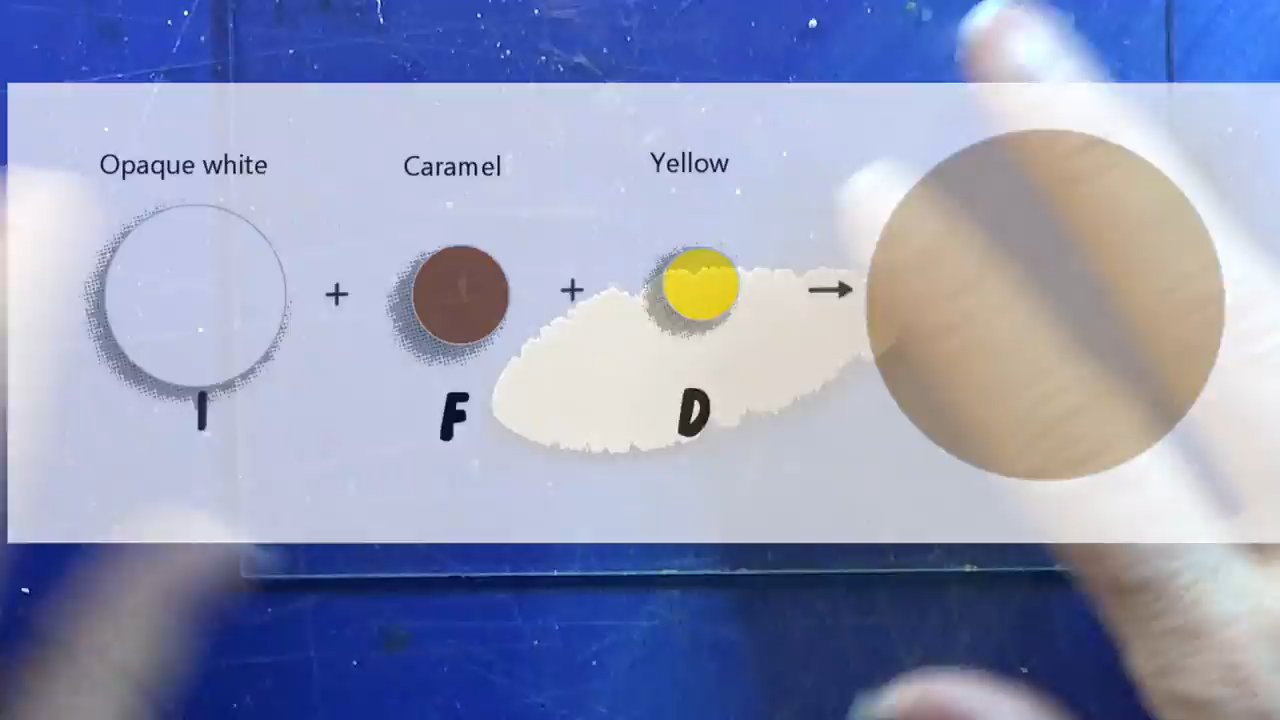 Opaque white
Caramel
Yellow
+
+
→
I
F
D